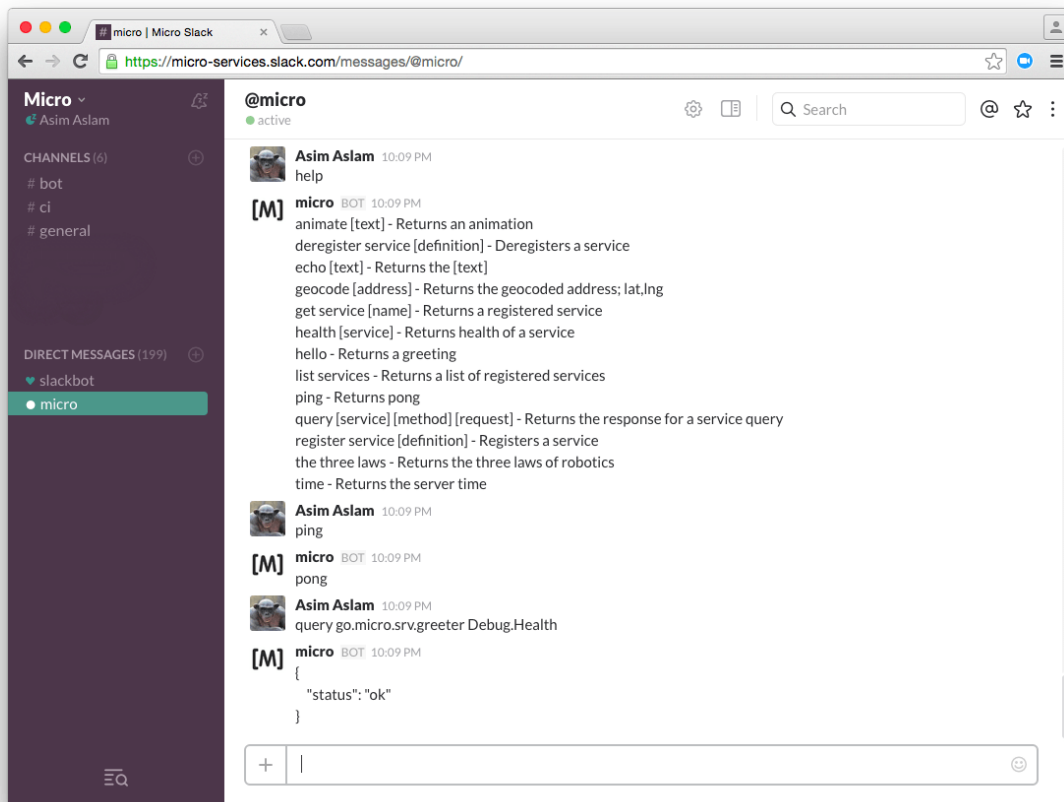 # micro | Micro Slack ×
https://micro-services.slack.com/messages/@micro/
Micro
Asim Aslam
CHANNELS (6)
# bot
# ci
# general
DIRECT MESSAGES (199)
slackbot
micro
@micro
active
Search
Asim Aslam 10:09 PM
help
[M] micro BOT 10:09 PM
animate [text] - Returns an animation
deregister service [definition] - Deregisters a service
echo [text] - Returns the [text]
geocode [address] - Returns the geocoded address; lat,lng
get service [name] - Returns a registered service
health [service] - Returns health of a service
hello - Returns a greeting
list services - Returns a list of registered services
ping - Returns pong
query [service] [method] [request] - Returns the response for a service query
register service [definition] - Registers a service
the three laws - Returns the three laws of robotics
time - Returns the server time
Asim Aslam 10:09 PM
ping
[M] micro BOT 10:09 PM
pong
Asim Aslam 10:09 PM
query go.micro.srv.greeter Debug.Health
[M] micro BOT 10:09 PM
{
"status": "ok"
}